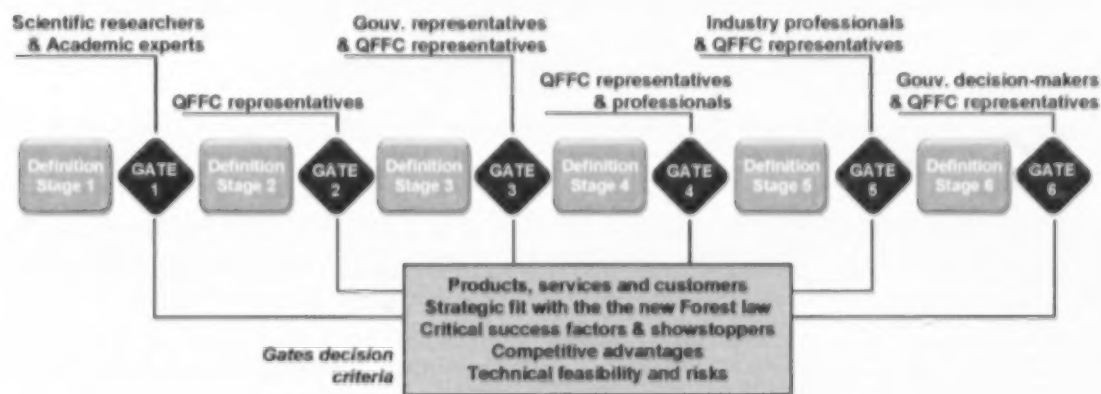 Scientific researchers
& Academic experts
Gouv. representatives
& QFFC representatives
Industry professionals
& QFFC representatives
QFFC representatives
QFFC representatives
& professionals
Gouv. decision-makers
& QFFC representatives
Definition
Stage 1
GATE
1
Definition
Stage 2
GATE
2
Definition
Stage 3
GATE
3
Definition
Stage 4
GATE
4
Definition
Stage 5
GATE
5
Definition
Stage 6
GATE
6
Products, services and customers
Strategic fit with the the new Forest law
Critical success factors & showstoppers
Competitive advantages
Technical feasibility and risks
Gates decision
criteria